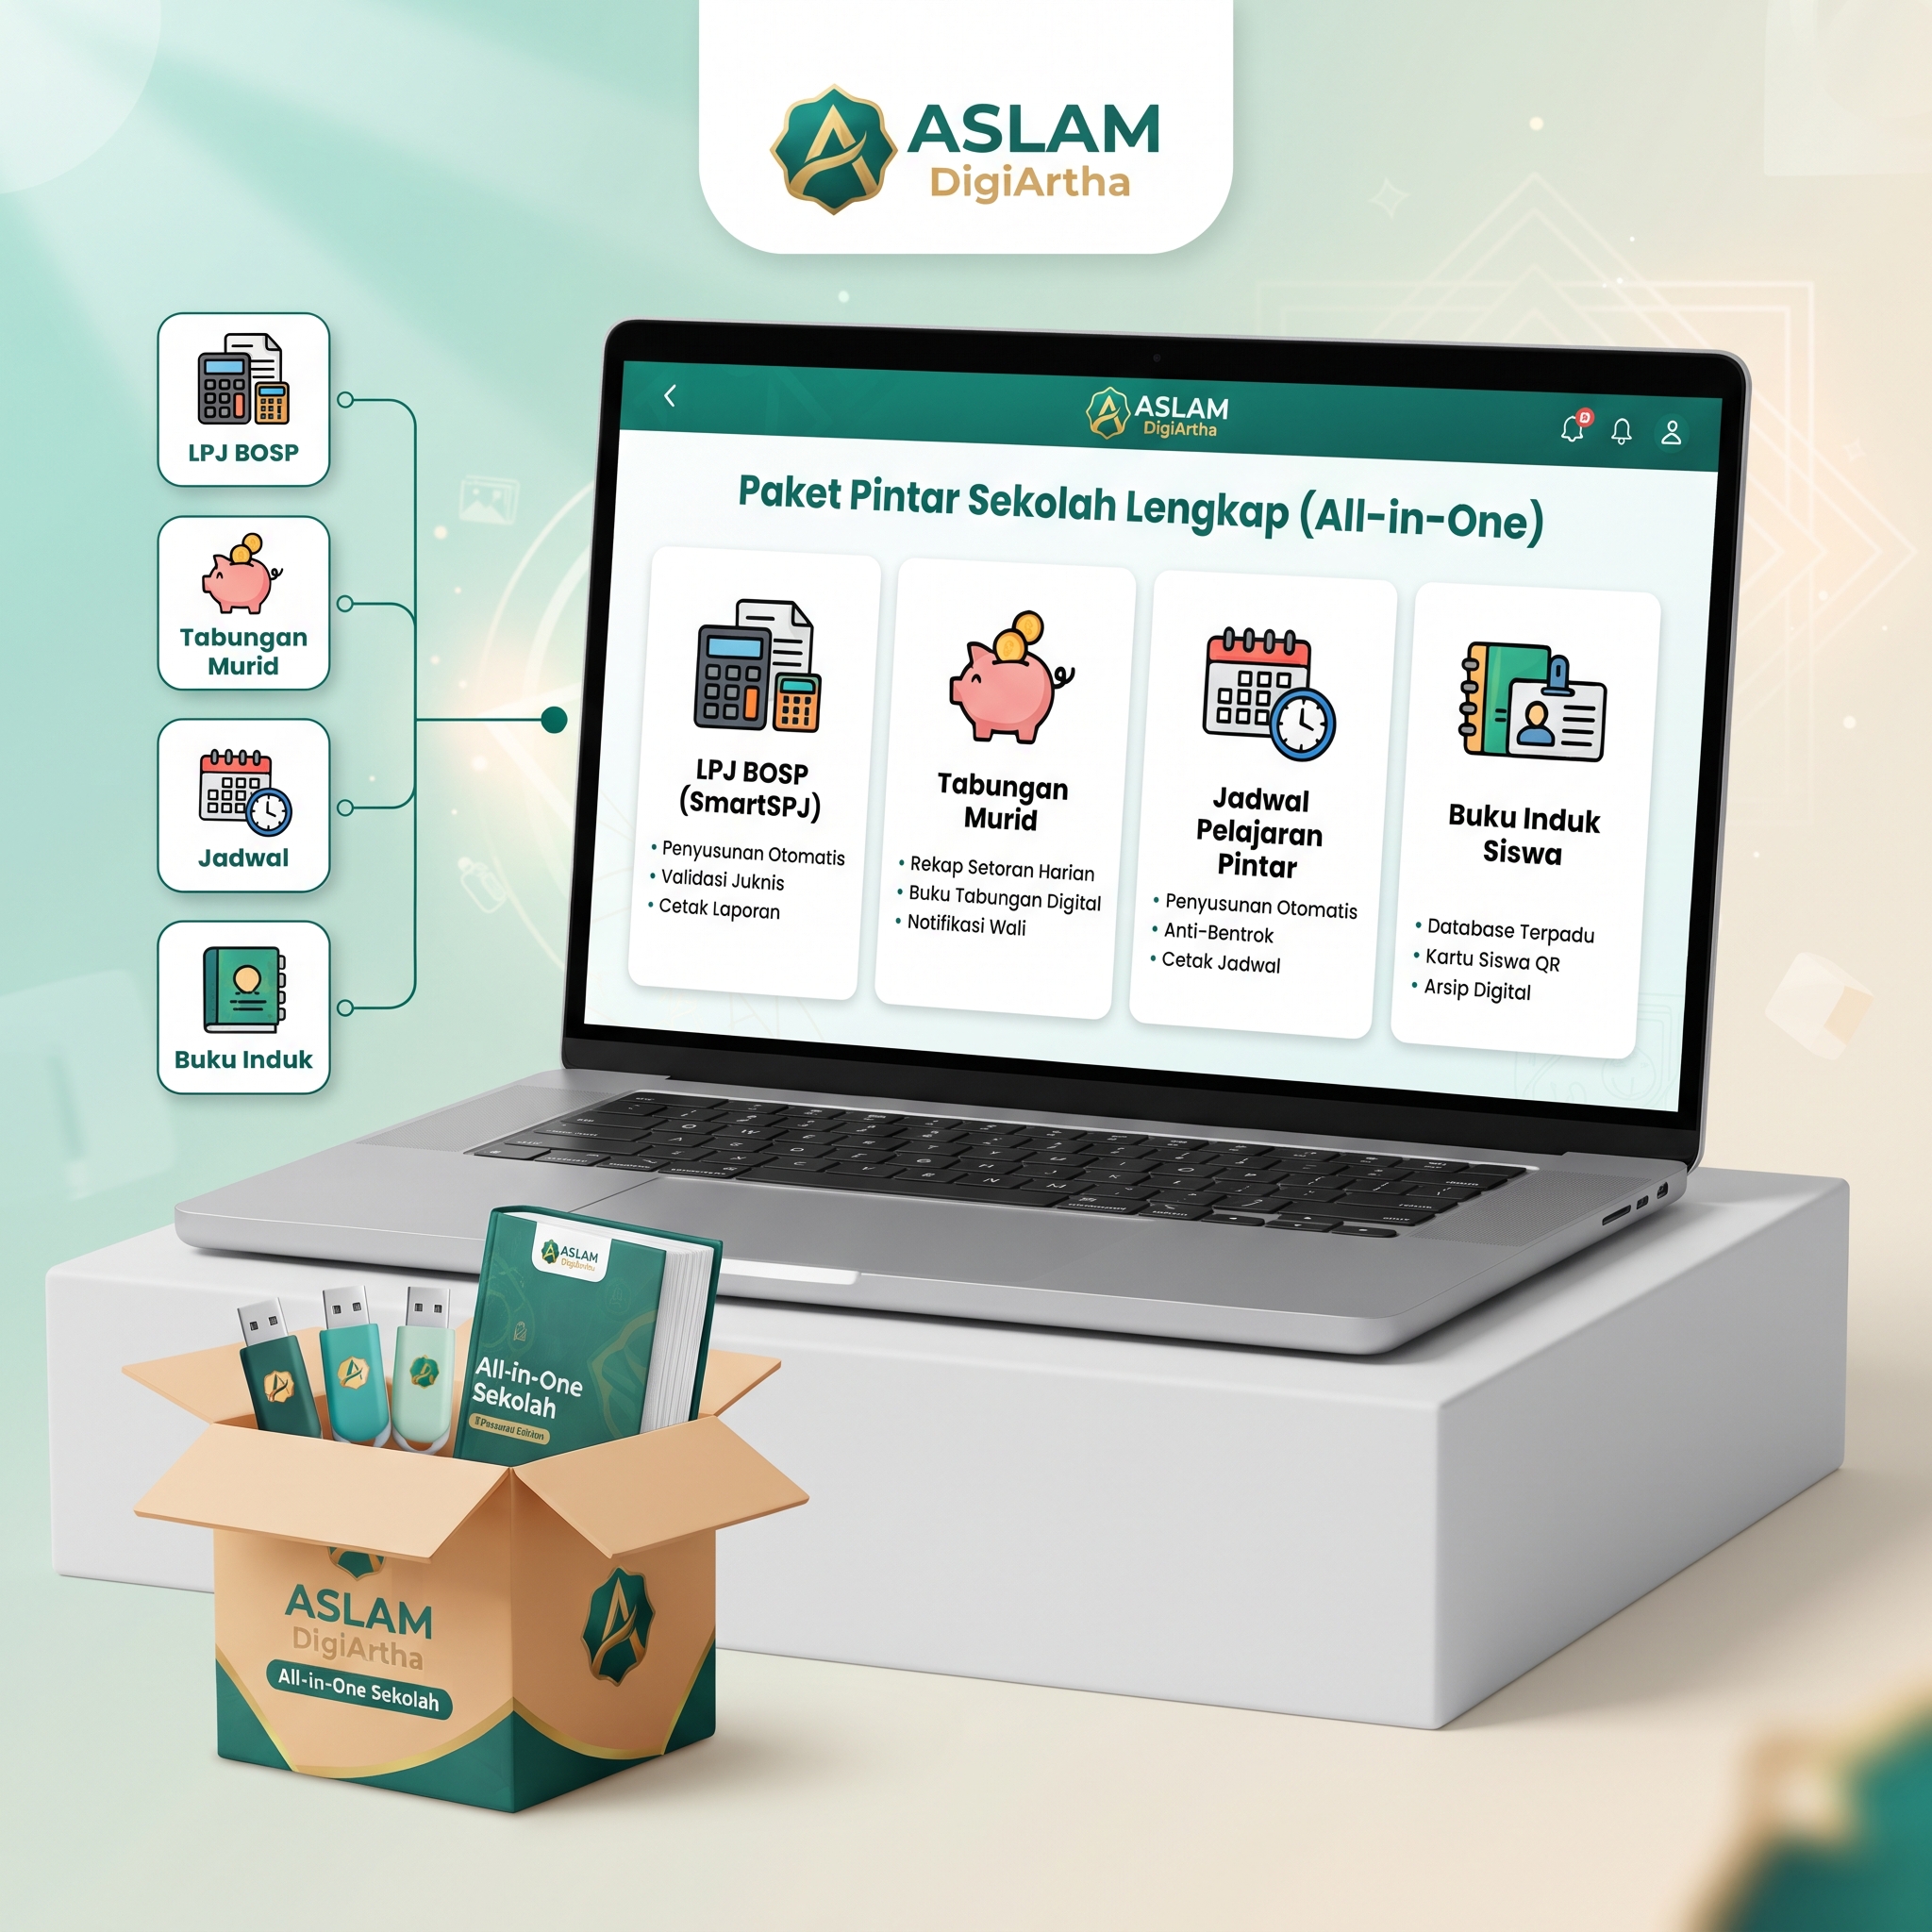 ASLAM
DigiArtha
LPJ BOSP
Tabungan
Murid
Jadwal
Buku Induk
ASLAM
DigiArtha
Paket Pintar Sekolah Lengkap (All-in-One)
LPJ BOSP
(SmartSPJ)
• Penyusunan Otomatis
• Validasi Juknis
• Cetak Laporan
Tabungan
Murid
• Rekap Setoran Harian
• Buku Tabungan Digital
• Notifikasi Wali
Jadwal
Pelajaran
Pintar
• Penyusunan Otomatis
• Anti-Bentrok
• Cetak Jadwal
Buku Induk
Siswa
• Database Terpadu
• Kartu Siswa QR
• Arsip Digital
ASLAM
All-in-One
Sekolah
ASLAM
DigiArtha
All-in-One Sekolah